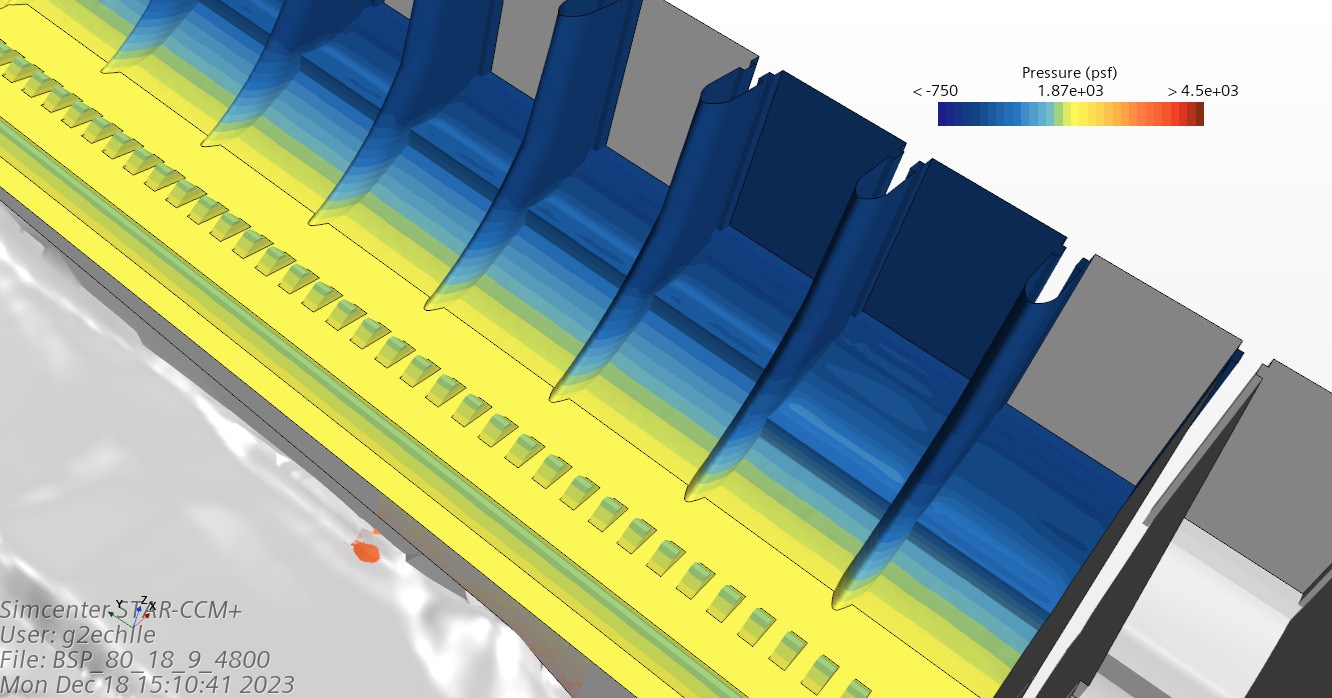 Pressure (psf)
< -750 1.87e+03 > 4.5e+03
Y Z X
Simcenter STAR-CCM+
User: g2echlle
File: BSP_80_18_9_4800
Mon Dec 18 15:10:41 2023